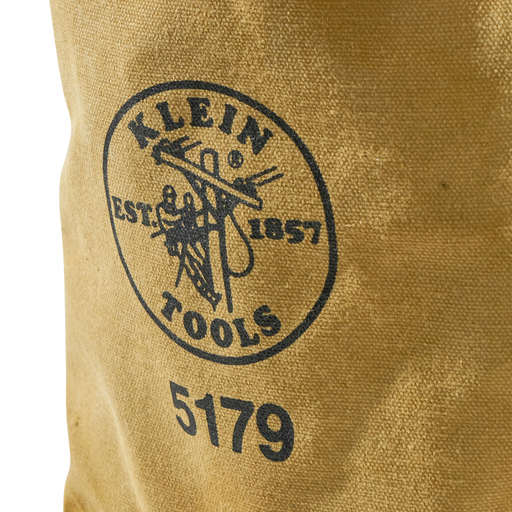 KLEIN
®
EST. 1857
TOOLS
5179